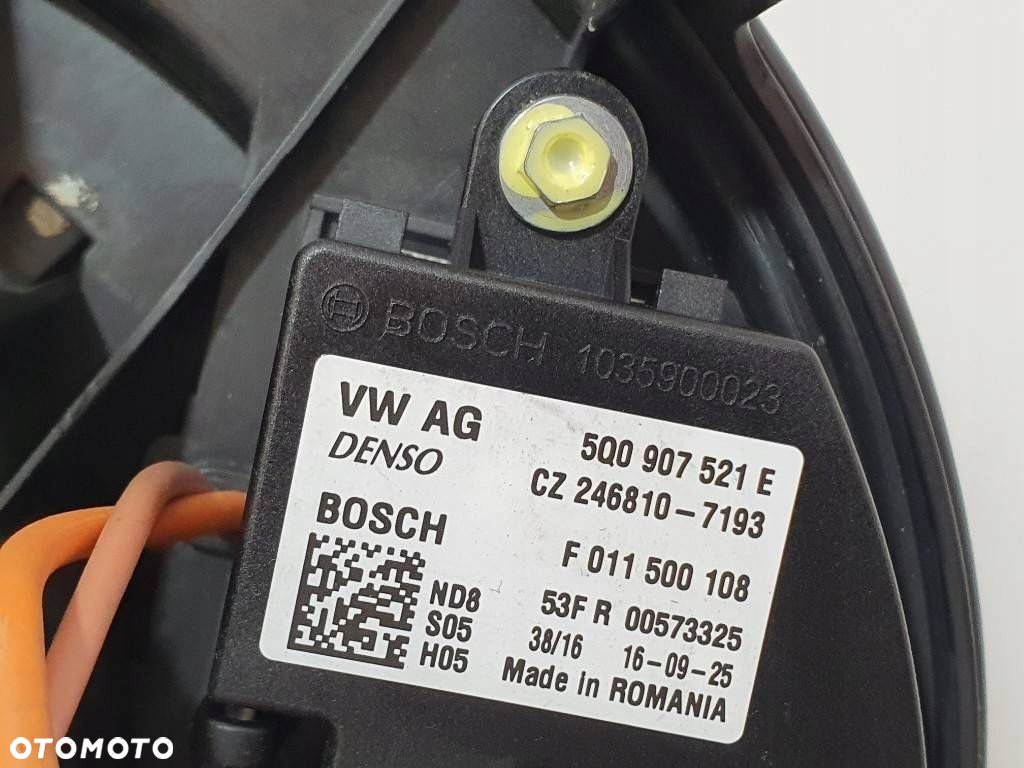 BOSCH 1035900023
VW AG
DENSO
5Q0 907 521 E
CZ 246810-7193
BOSCH
F 011 500 108
ND8
S05
H05
53F R 00573325
38/16 16-09-25
Made in ROMANIA
OTOMOTO